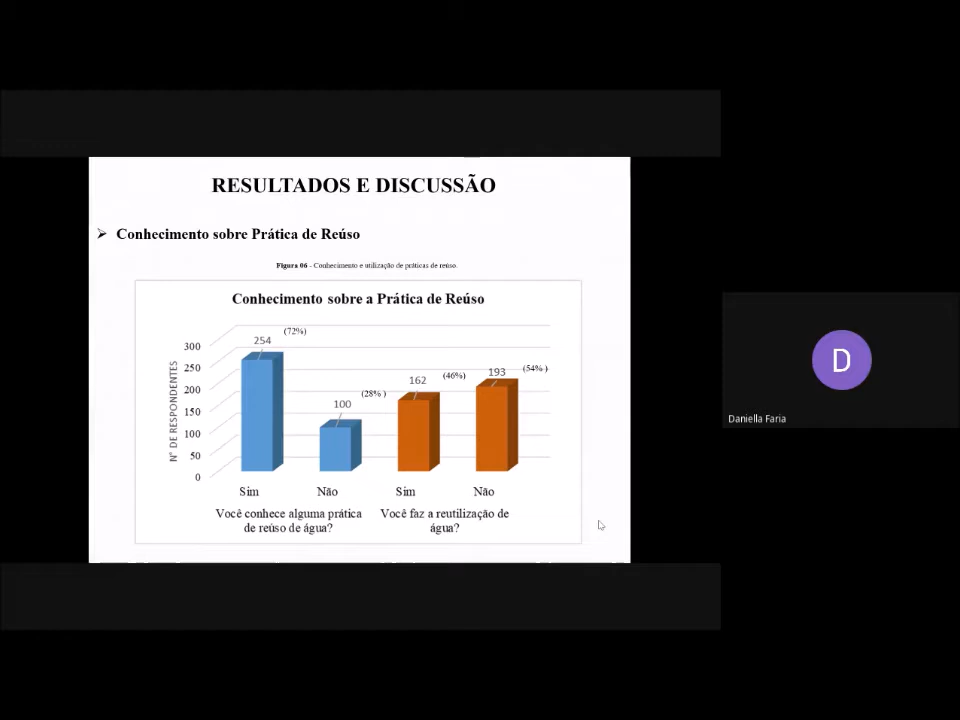 RESULTADOS E DISCUSSÃO
➢ Conhecimento sobre Prática de Reúso
Figura 06 - Conhecimento e utilização de práticas de reúso.
Conhecimento sobre a Prática de Reúso
254 (72%)
100 (28% )
162 (46%)
193 (54% )
N° DE RESPONDENTES
300
250
200
150
100
50
0
Sim Não Sim Não
Você conhece alguma prática
de reúso de água?
Você faz a reutilização de
água?
D
Daniella Faria